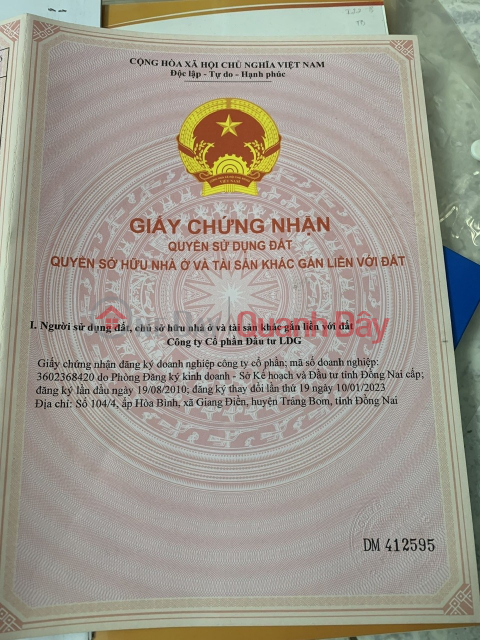 CỘNG HÒA XÃ HỘI CHỦ NGHĨA VIỆT NAM
Độc lập - Tự do - Hạnh phúc
GIẤY CHỨNG NHẬN
QUYỀN SỬ DỤNG ĐẤT
QUYỀN SỞ HỮU NHÀ Ở VÀ TÀI SẢN KHÁC GẮN LIỀN VỚI ĐẤT
I. Người sử dụng đất, chủ sở hữu nhà ở và tài sản khác gắn liền với đất
Công ty Cổ phần Đầu tư LDG
Giấy chứng nhận đăng ký doanh nghiệp công ty cổ phần; mã số doanh nghiệp:
3602368420 do Phòng Đăng ký kinh doanh - Sở Kế hoạch và Đầu tư tỉnh Đồng Nai cấp;
đăng ký lần đầu ngày 19/08/2010; đăng ký thay đổi lần thứ 19 ngày 10/01/2023
Địa chỉ: Số 104/4, ấp Hòa Bình, xã Giang Điền, huyện Trảng Bom, tỉnh Đồng Nai
DM 412595